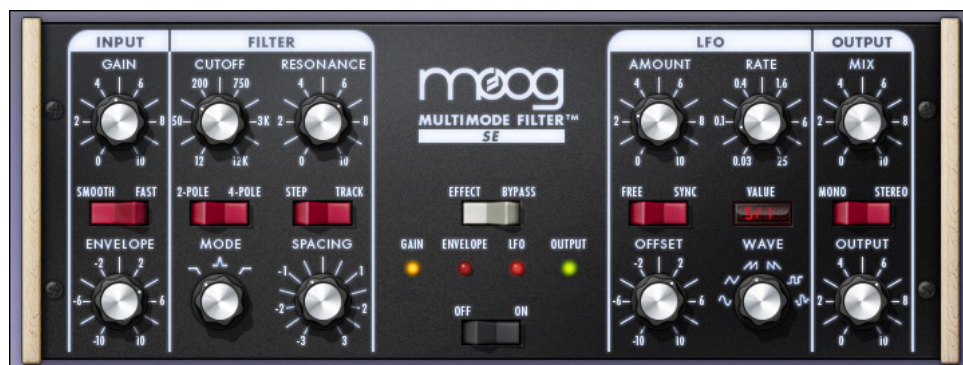 INPUT
GAIN
4 6
2 8
0 10
SMOOTH FAST
ENVELOPE
-2 2
-6 6
-10 10
FILTER
CUTOFF
200 750
50 3K
12 12K
RESONANCE
4 6
2 8
0 10
2-POLE 4-POLE
STEP TRACK
MODE
SPACING
-1 1
-2 2
-3 3
moog
MULTIMODE FILTER™
SE
EFFECT BYPASS
GAIN ENVELOPE LFO OUTPUT
OFF ON
LFO
AMOUNT
4 6
2 8
0 10
RATE
0.4 1.6
0.1 6
0.03 25
FREE SYNC
VALUE
5/1
OFFSET
-2 2
-6 6
-10 10
WAVE
OUTPUT
MIX
4 6
2 8
0 10
MONO STEREO
OUTPUT
4 6
2 8
0 10